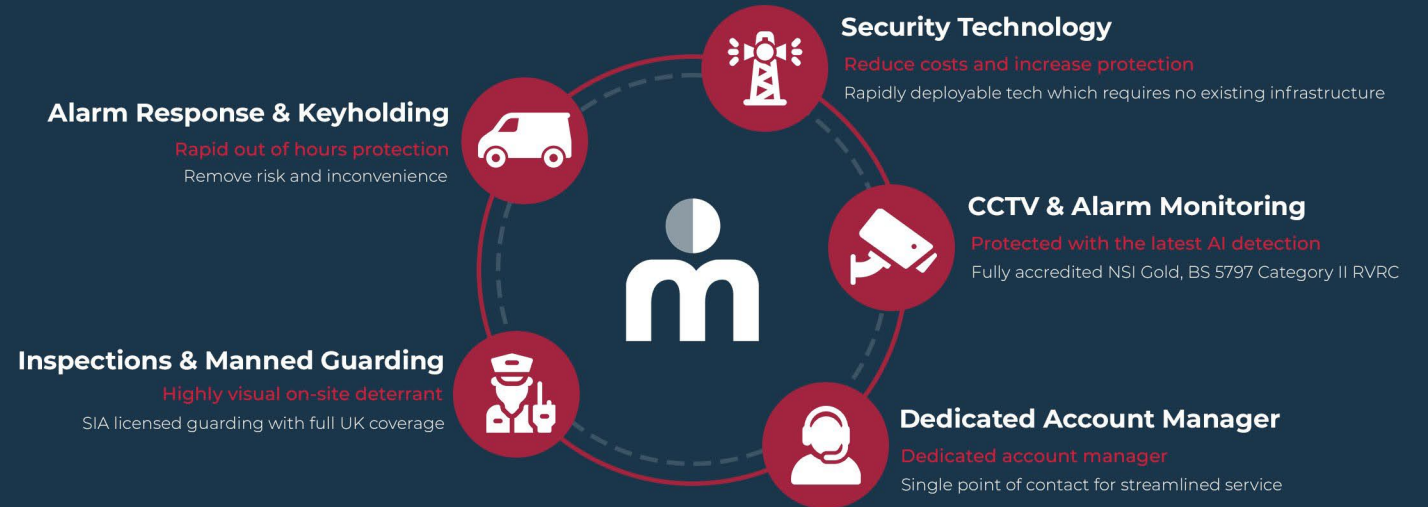 Security Technology
Reduce costs and increase protection
Rapidly deployable tech which requires no existing infrastructure
Alarm Response & Keyholding
Rapid out of hours protection
Remove risk and inconvenience
CCTV & Alarm Monitoring
Protected with the latest AI detection
Fully accredited NSI Gold, BS 5797 Category II RVRC
m
Inspections & Manned Guarding
Highly visual on-site deterrant
SIA licensed guarding with full UK coverage
Dedicated Account Manager
Dedicated account manager
Single point of contact for streamlined service